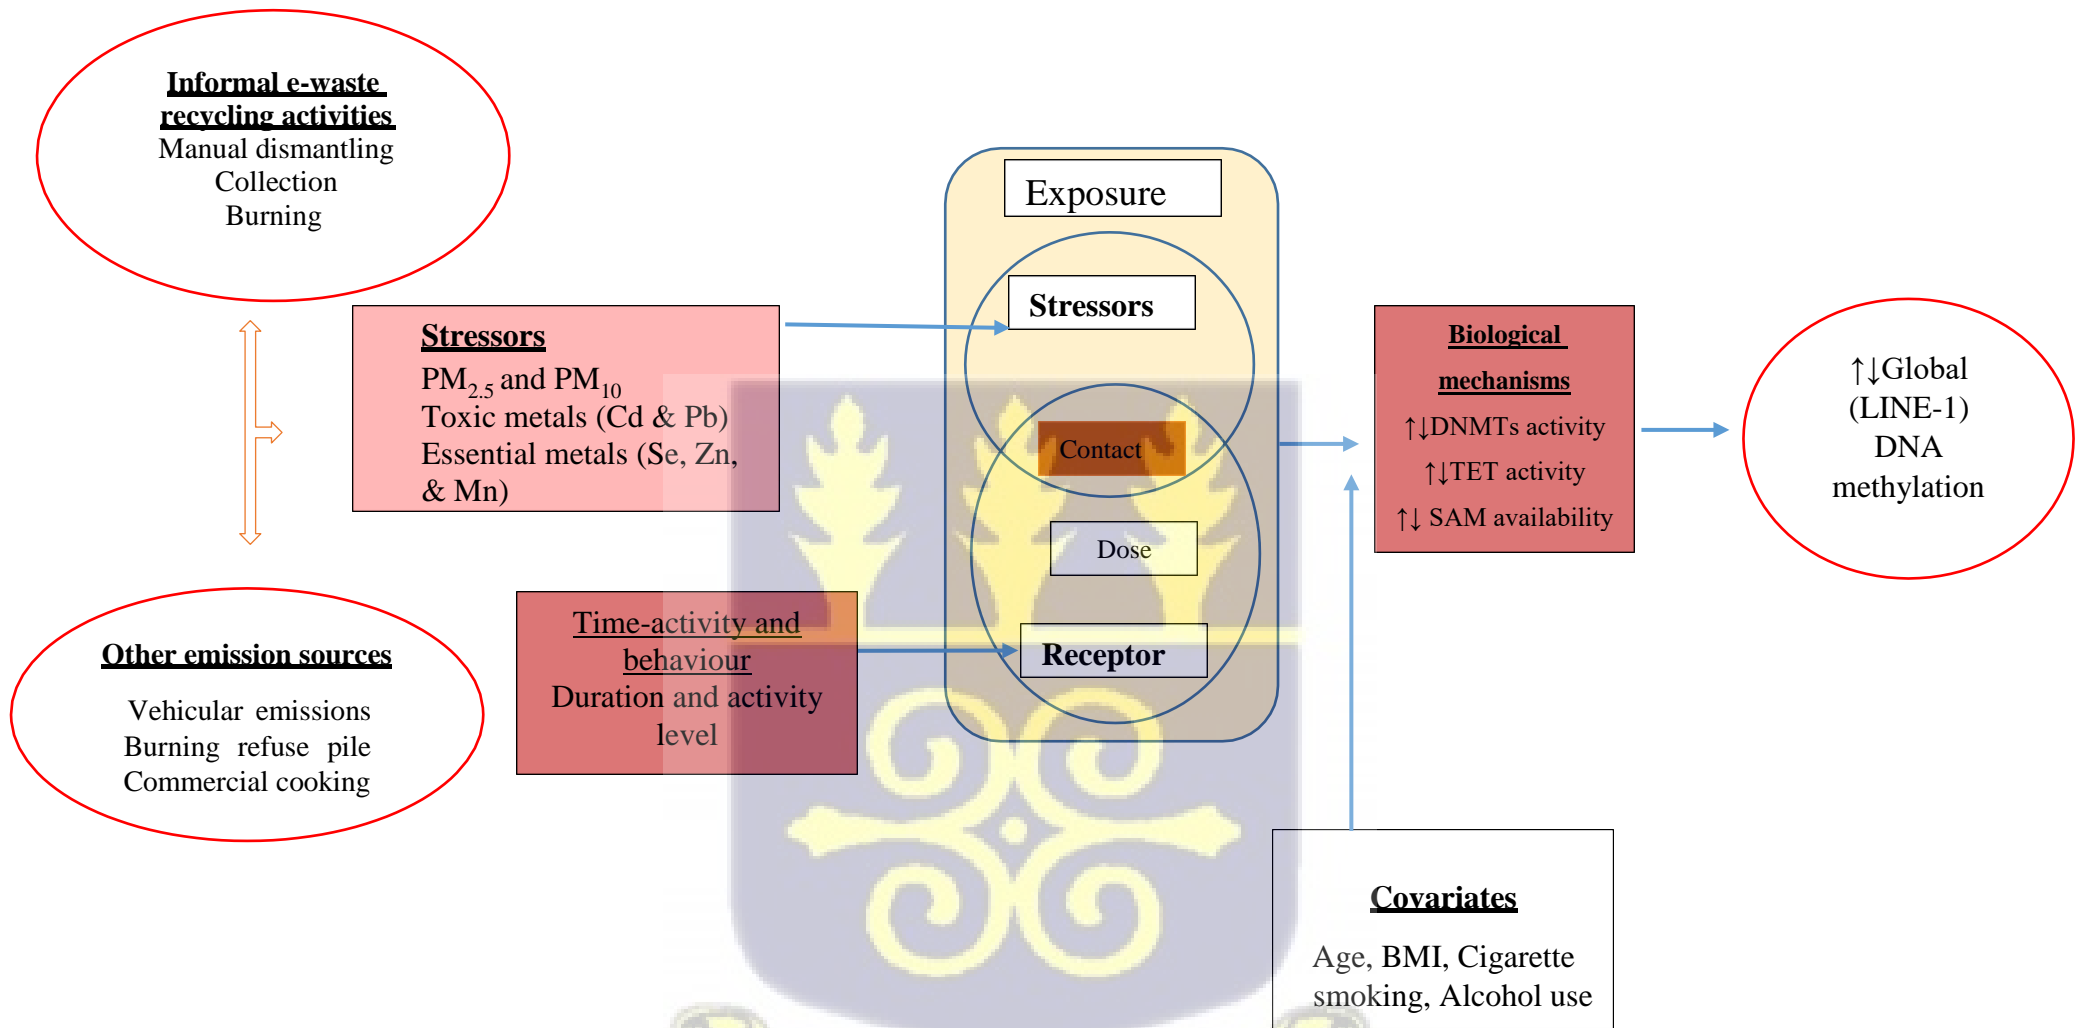 Informal e-waste
recycling activities
Manual dismantling
Collection
Burning
Exposure
Stressors
Stressors
PM2.5 and PM10
Toxic metals (Cd & Pb)
Essential metals (Se, Zn,
& Mn)
Contact
Dose
Receptor
Biological
mechanisms
↑↓DNMTs activity
↑↓TET activity
↑↓ SAM availability
↑↓Global
(LINE-1)
DNA
methylation
Time-activity and
behaviour
Duration and activity
level
Other emission sources
Vehicular emissions
Burning refuse pile
Commercial cooking
Covariates
Age, BMI, Cigarette
smoking, Alcohol use